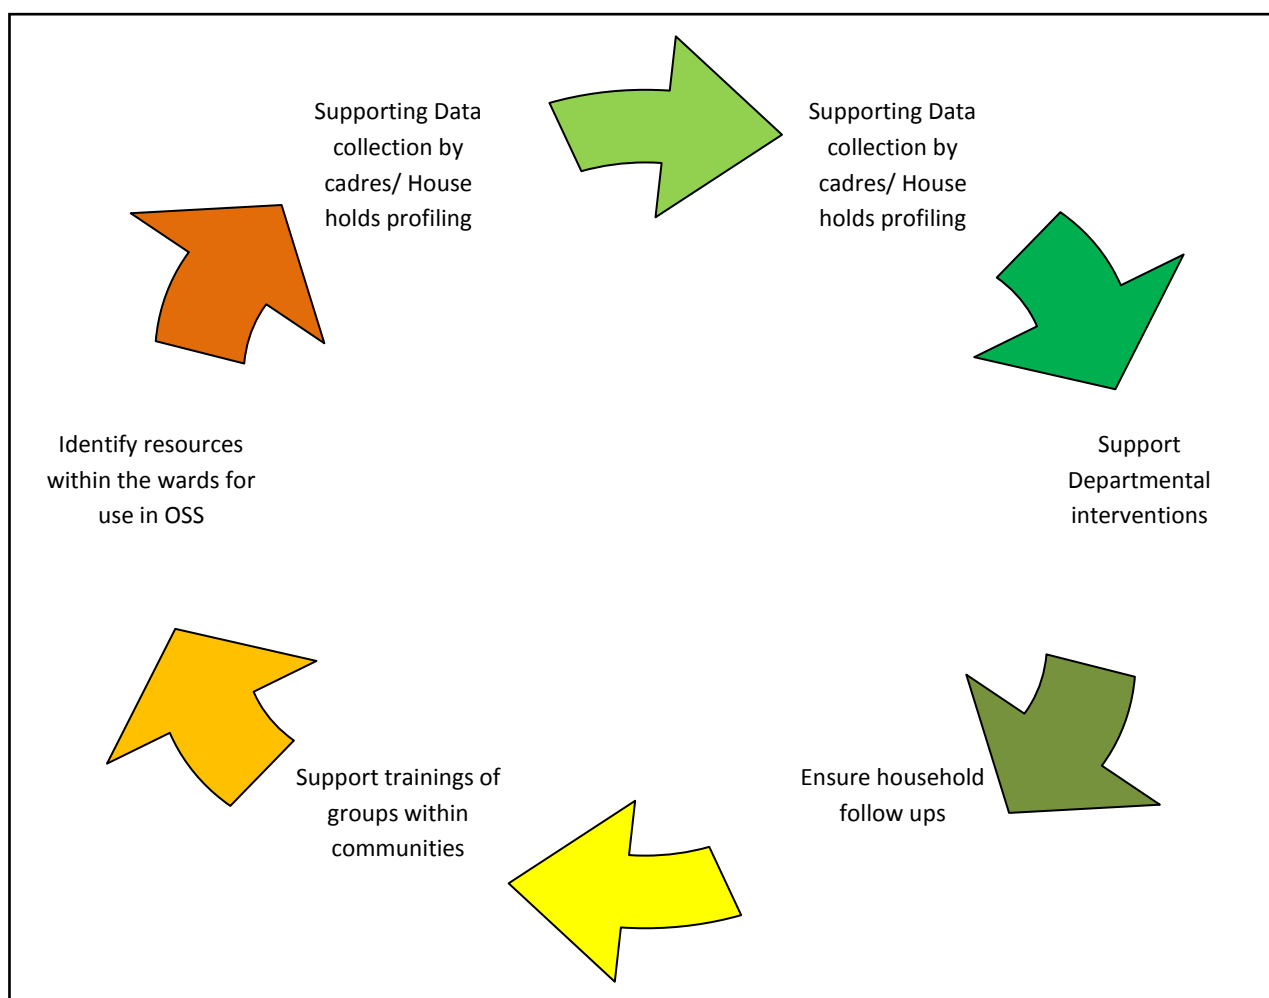 Supporting Data
collection by
cadres/ House
holds profiling
Supporting Data
collection by
cadres/ House
holds profiling
Support
Departmental
interventions
Ensure household
follow ups
Support trainings of
groups within
communities
Identify resources
within the wards for
use in OSS